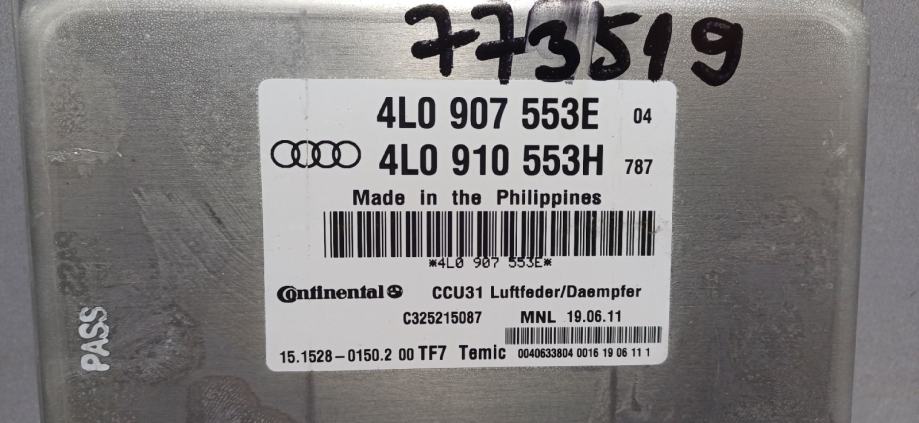 773519
4L0 907 553E 04
4L0 910 553H 787
Made in the Philippines
*4L0 907 553E*
Continental CCU31 Luftfeder/Daempfer
C325215087 MNL 19.06.11
15.1528-0150.2 00 TF7 Temic 0040633804 0016 19 06 11 1
PASS
PASS